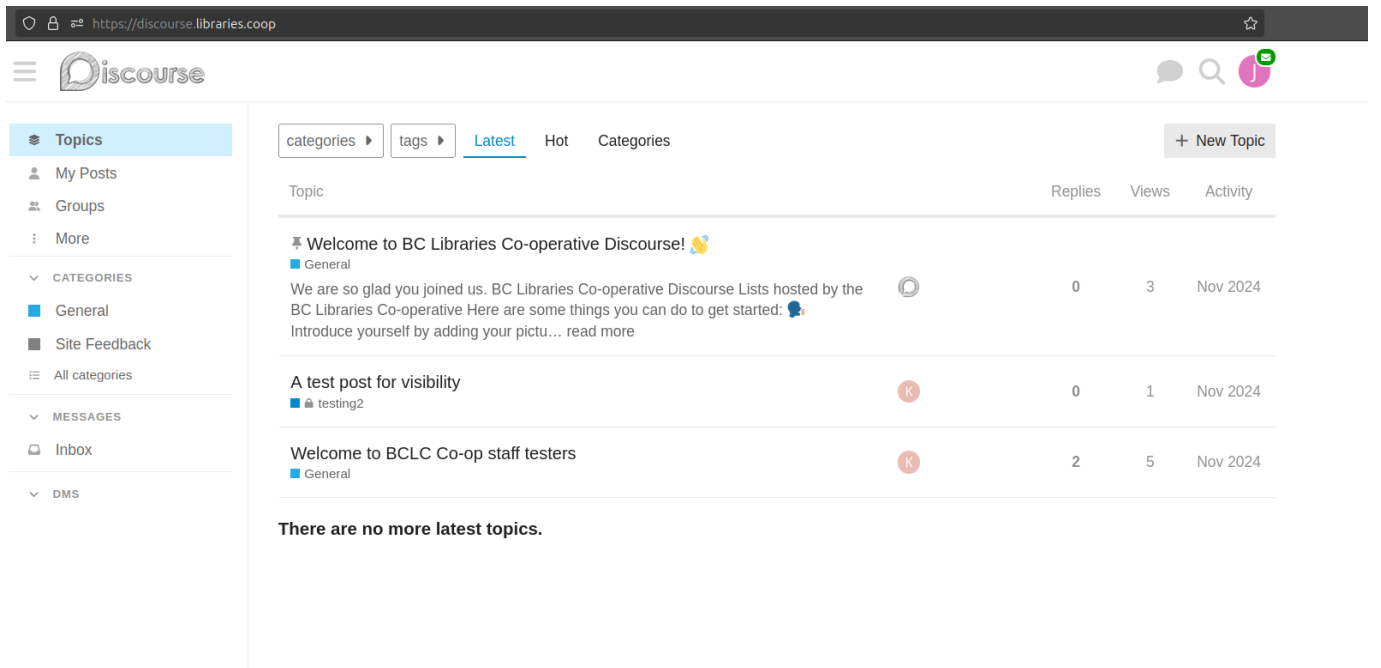 https://discourse.libraries.coop
Discourse
J
Topics
My Posts
Groups
More
CATEGORIES
General
Site Feedback
All categories
MESSAGES
Inbox
DMS
categories tags Latest Hot Categories + New Topic
Topic Replies Views Activity
Welcome to BC Libraries Co-operative Discourse! 👋
General
We are so glad you joined us. BC Libraries Co-operative Discourse Lists hosted by the
BC Libraries Co-operative Here are some things you can do to get started: 🗣
Introduce yourself by adding your pictu… read more
0 3 Nov 2024
A test post for visibility
testing2
K 0 1 Nov 2024
Welcome to BCLC Co-op staff testers
General
K 2 5 Nov 2024
There are no more latest topics.